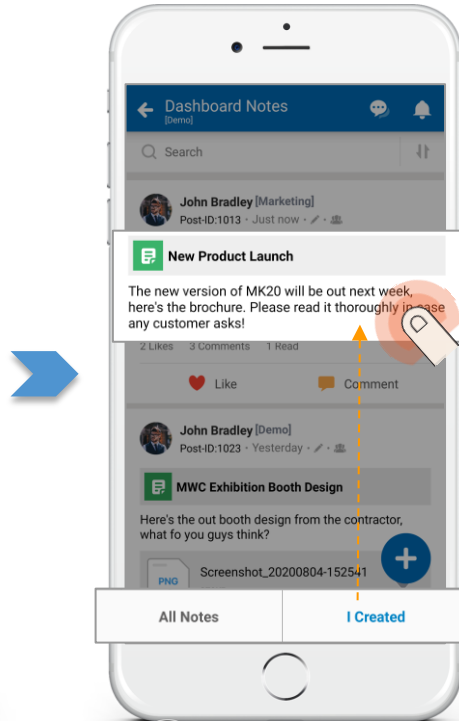 Dashboard Notes
[Demo]
Search
John Bradley [Marketing]
Post-ID:1013 · Just now ·
New Product Launch
The new version of MK20 will be out next week,
here's the brochure. Please read it thoroughly in case
any customer asks!
2 Likes 3 Comments 1 Read
Like Comment
John Bradley [Demo]
Post-ID:1023 · Yesterday ·
MWC Exhibition Booth Design
Here's the out booth design from the contractor,
what fo you guys think?
PNG Screenshot_20200804-152541
All Notes I Created